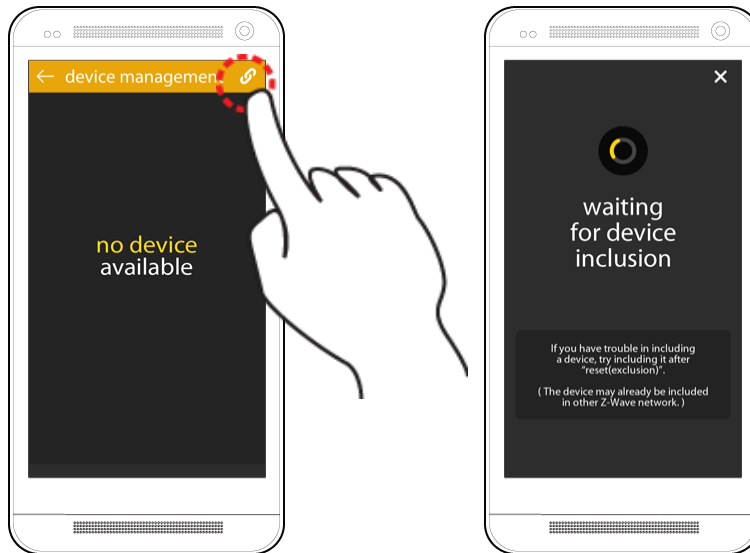 device management
no device
available
waiting
for device
inclusion
If you have trouble in including
a device, try including it after
“reset(exclusion)”.
( The device may already be included
in other Z-Wave network. )